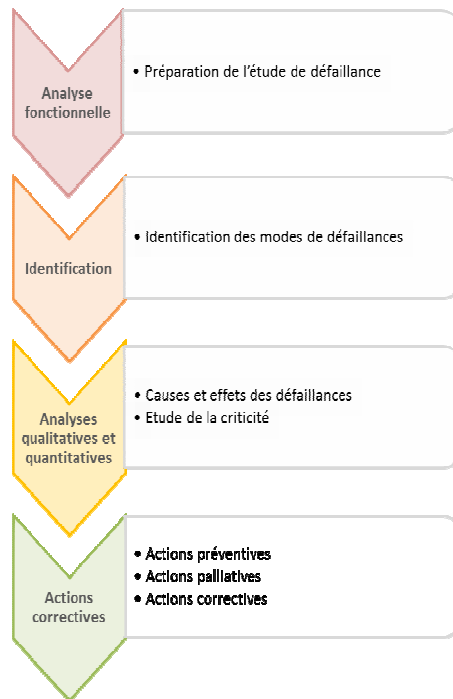 Analyse
fonctionnelle
• Préparation de l'étude de défaillance
Identification
• Identification des modes de défaillances
Analyses
qualitatives et
quantitatives
• Causes et effets des défaillances
• Etude de la criticité
Actions
correctives
• Actions préventives
• Actions palliatives
• Actions correctives